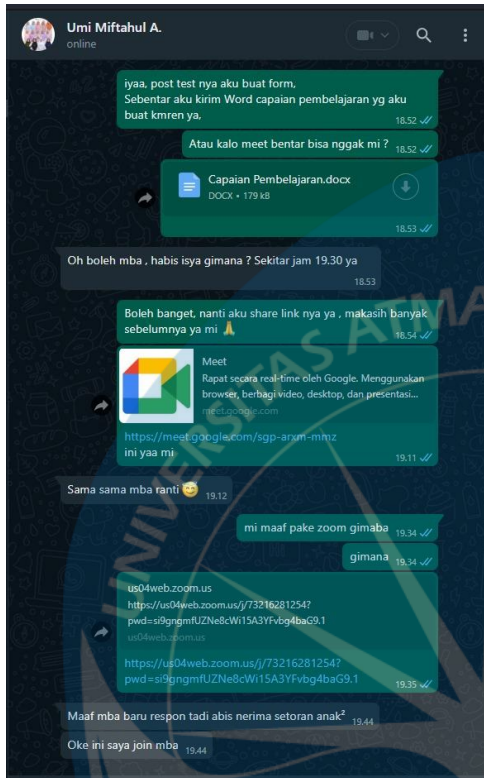 Umi Miftahul A.
online
iyaa, post test nya aku buat form,
Sebentar aku kirim Word capaian pembelajaran yg aku
buat kmren ya,
18.52
Atau kalo meet bentar bisa nggak mi ?
18.52
Capaian Pembelajaran.docx
DOCX • 179 kB
18.53
Oh boleh mba , habis isya gimana ? Sekitar jam 19.30 ya
18.53
Boleh banget, nanti aku share link nya ya , makasih banyak
sebelumnya ya mi 🙏
18.54
Meet
Rapat secara real-time oleh Google. Menggunakan
browser, berbagi video, desktop, dan presentasi...
meet.google.com
https://meet.google.com/sgp-arxm-mmz
ini yaa mi
19.11
Sama sama mba ranti 😅
19.12
mi maaf pake zoom gimaba
19.34
gimana
19.34
us04web.zoom.us
https://us04web.zoom.us/j/73216281254?
pwd=si9gngmfUZNe8cWi15A3YFvbg4baG9.1
us04web.zoom.us
https://us04web.zoom.us/j/73216281254?
pwd=si9gngmfUZNe8cWi15A3YFvbg4baG9.1
19.35
Maaf mba baru respon tadi abis nerima setoran anak²
19.44
Oke ini saya join mba
19.44
UNIVERSITAS ATMA